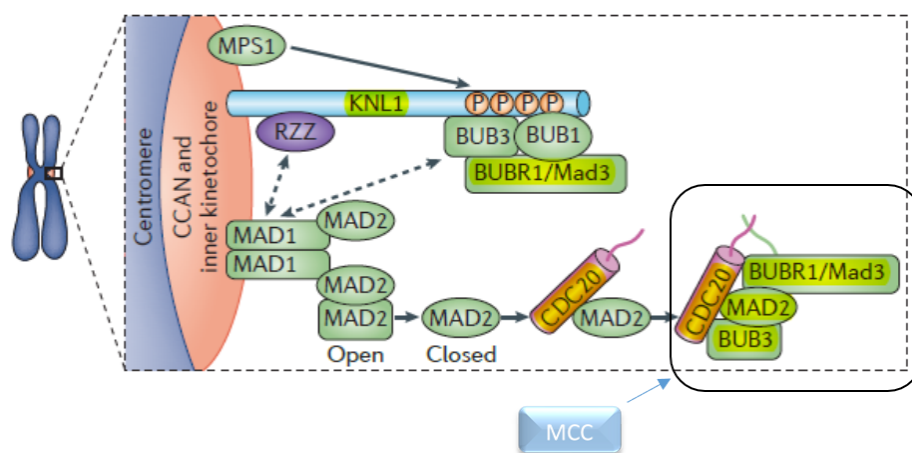 MPS1
KNL1
P P P P
RZZ
BUB3
BUB1
BUBR1/Mad3
Centromere
CCAN and
inner kinetochore
MAD1
MAD2
MAD1
MAD2
MAD2
Open
MAD2
Closed
CDC20
MAD2
CDC20
BUBR1/Mad3
MAD2
BUB3
MCC